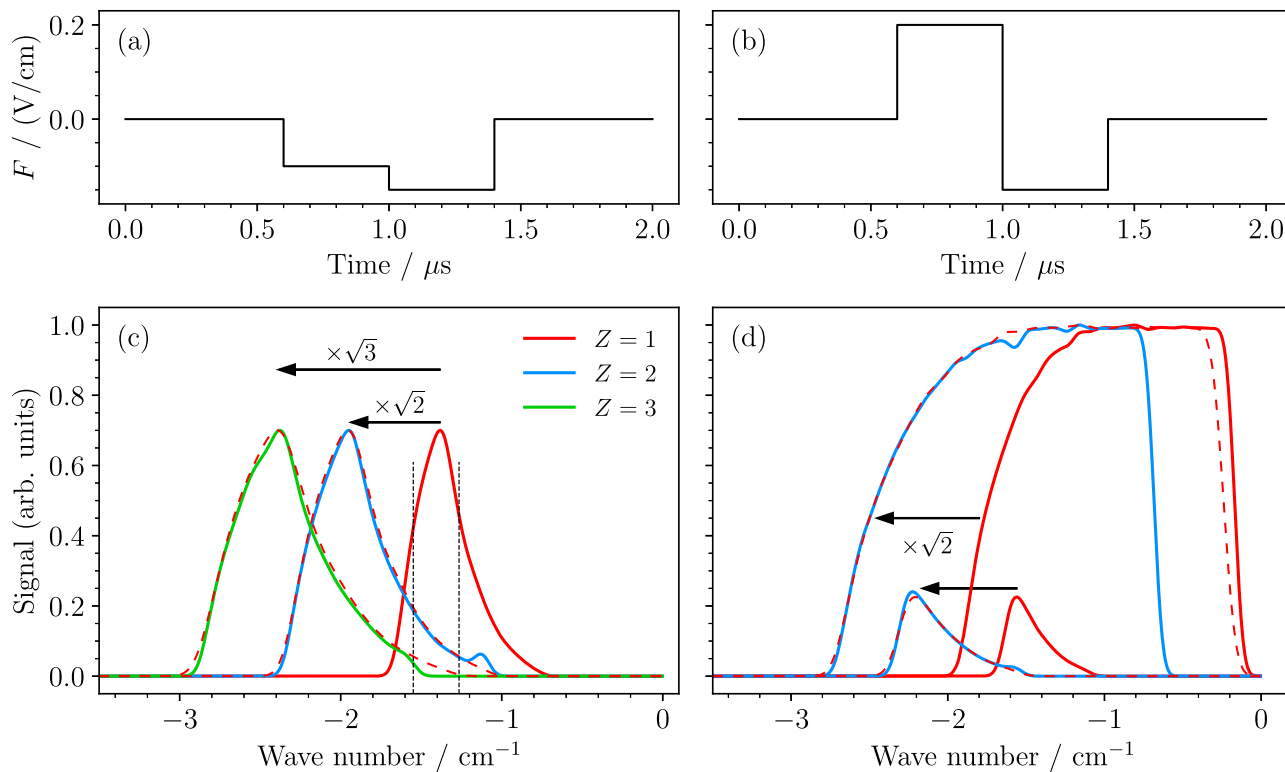 (a)
F / (V/cm)
0.2
0.0
0.0 0.5 1.0 1.5 2.0
Time / μs
(b)
0.0 0.5 1.0 1.5 2.0
Time / μs
(c)
Signal (arb. units)
1.0
0.8
0.6
0.4
0.2
0.0
×√3
×√2
Z = 1
Z = 2
Z = 3
−3 −2 −1 0
Wave number / cm⁻¹
(d)
×√2
−3 −2 −1 0
Wave number / cm⁻¹